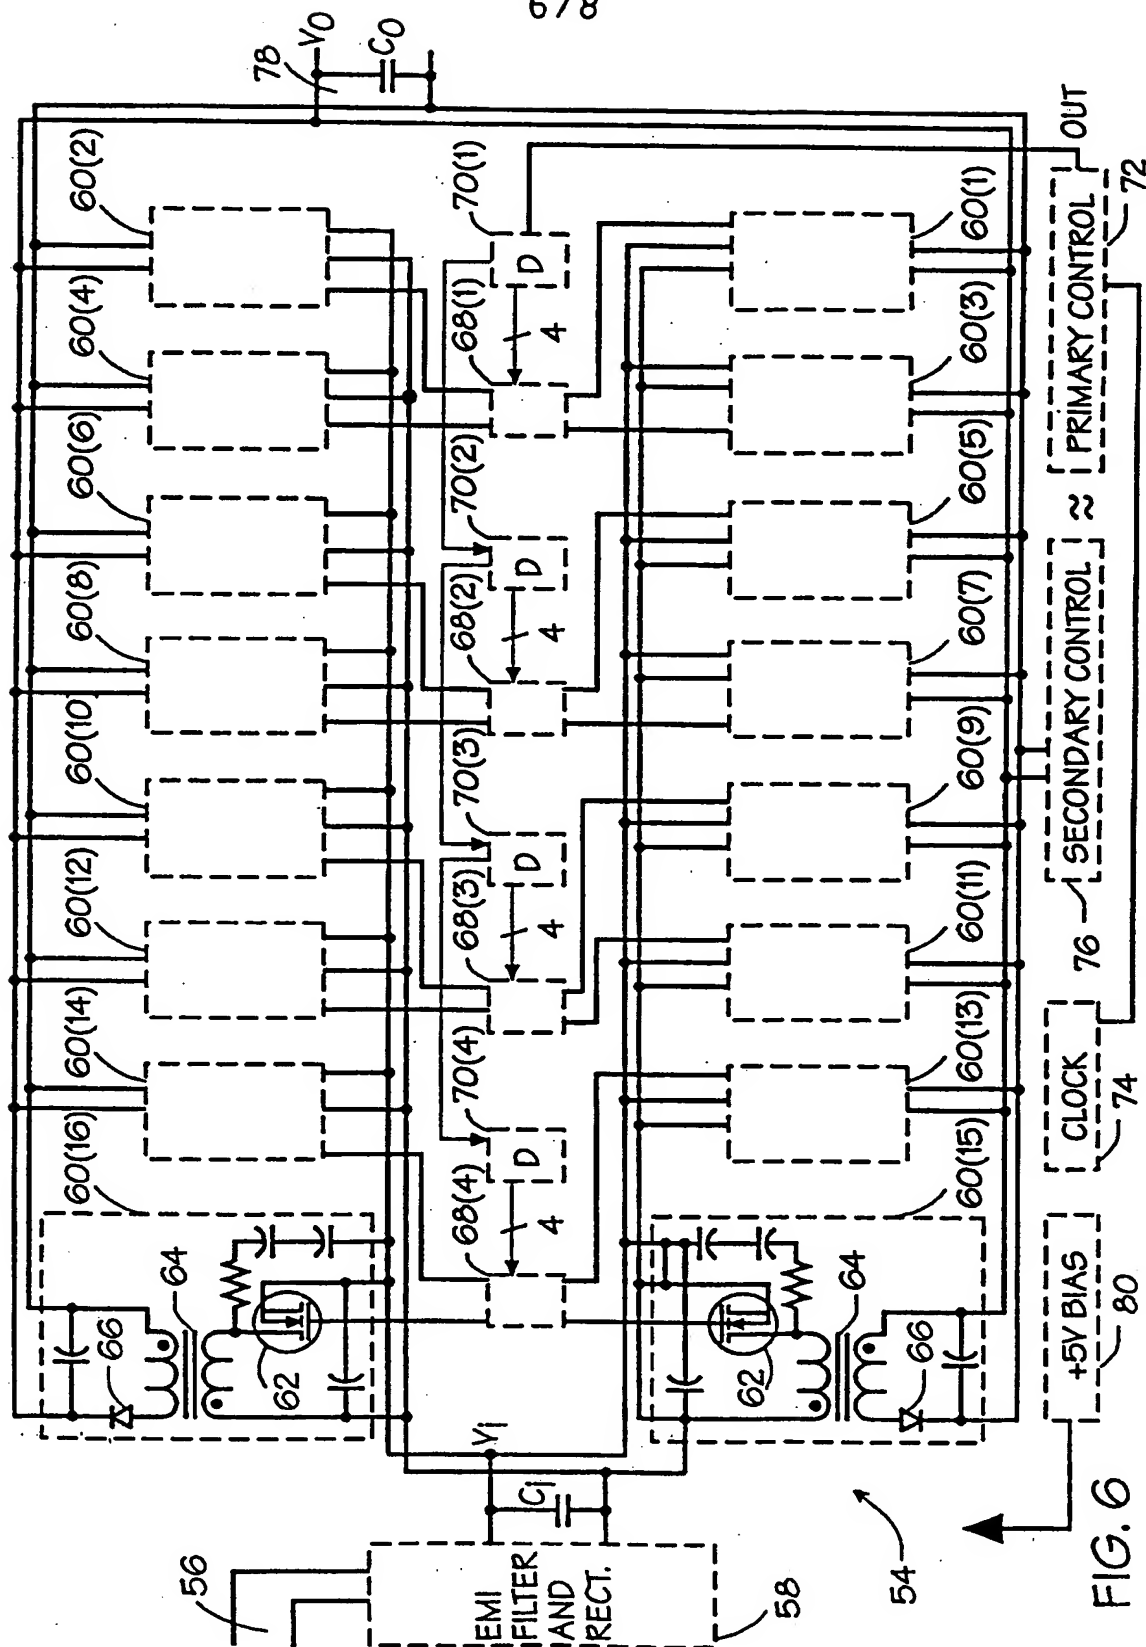 6/8
56
EMI
FILTER
AND
RECT.
58
Vi
Ci
54
60(16)
60(14)
60(12)
60(10)
60(8)
60(6)
60(4)
60(2)
78
VO
CO
64
66
62
68(4)
70(4)
D
4
68(3)
70(3)
D
4
68(2)
70(2)
D
4
68(1)
70(1)
D
4
62
64
66
60(15)
60(13)
60(11)
60(9)
60(7)
60(5)
60(3)
60(1)
+5V BIAS
80
CLOCK
74
76
SECONDARY CONTROL
≈
PRIMARY CONTROL
72
OUT
FIG. 6